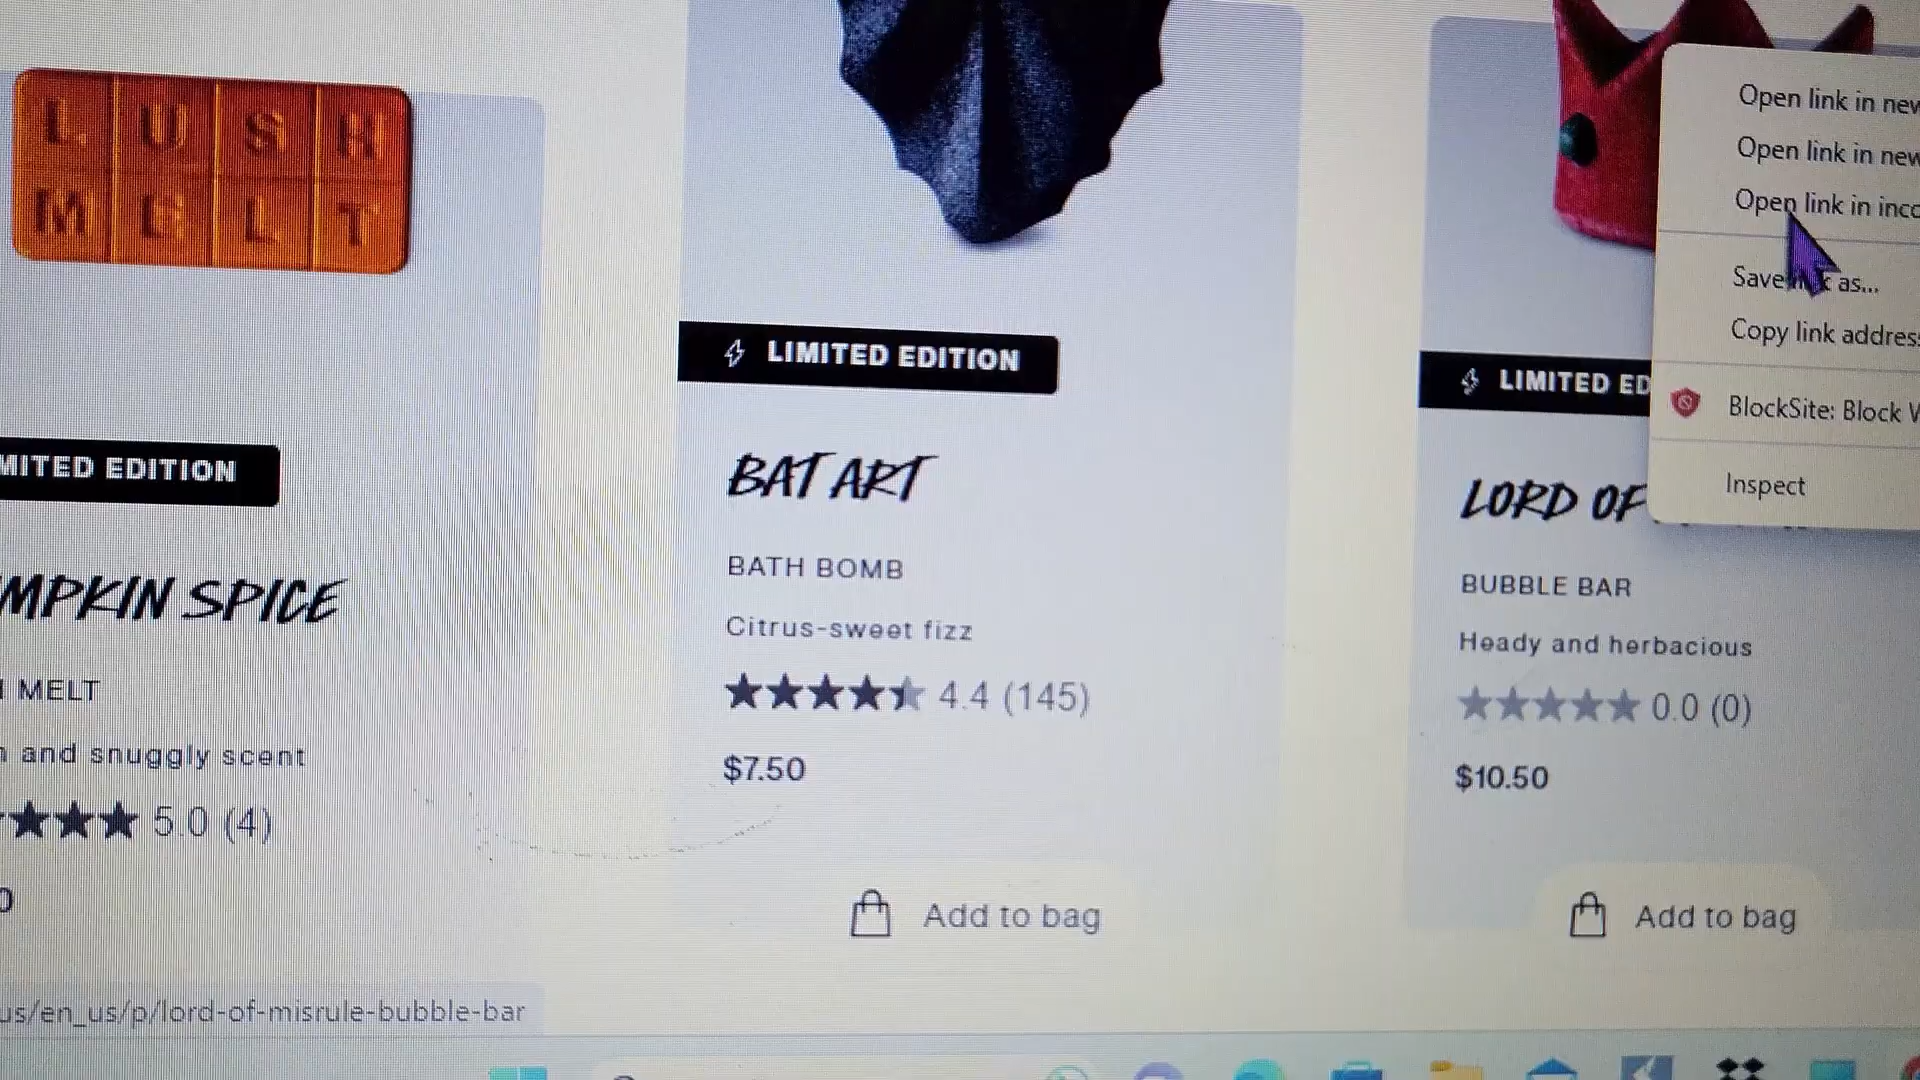 LUSH
MELT
MITED EDITION
MPKIN SPICE
MELT
and snuggly scent
5.0 (4)
LIMITED EDITION
BAT ART
BATH BOMB
Citrus-sweet fizz
4.4 (145)
$7.50
Add to bag
LIMITED ED
LORD OF
BUBBLE BAR
Heady and herbacious
0.0 (0)
$10.50
Add to bag
Open link in new
Open link in new
Open link in inco
Save as...
Copy link address
BlockSite: Block
Inspect
us/en_us/p/lord-of-misrule-bubble-bar